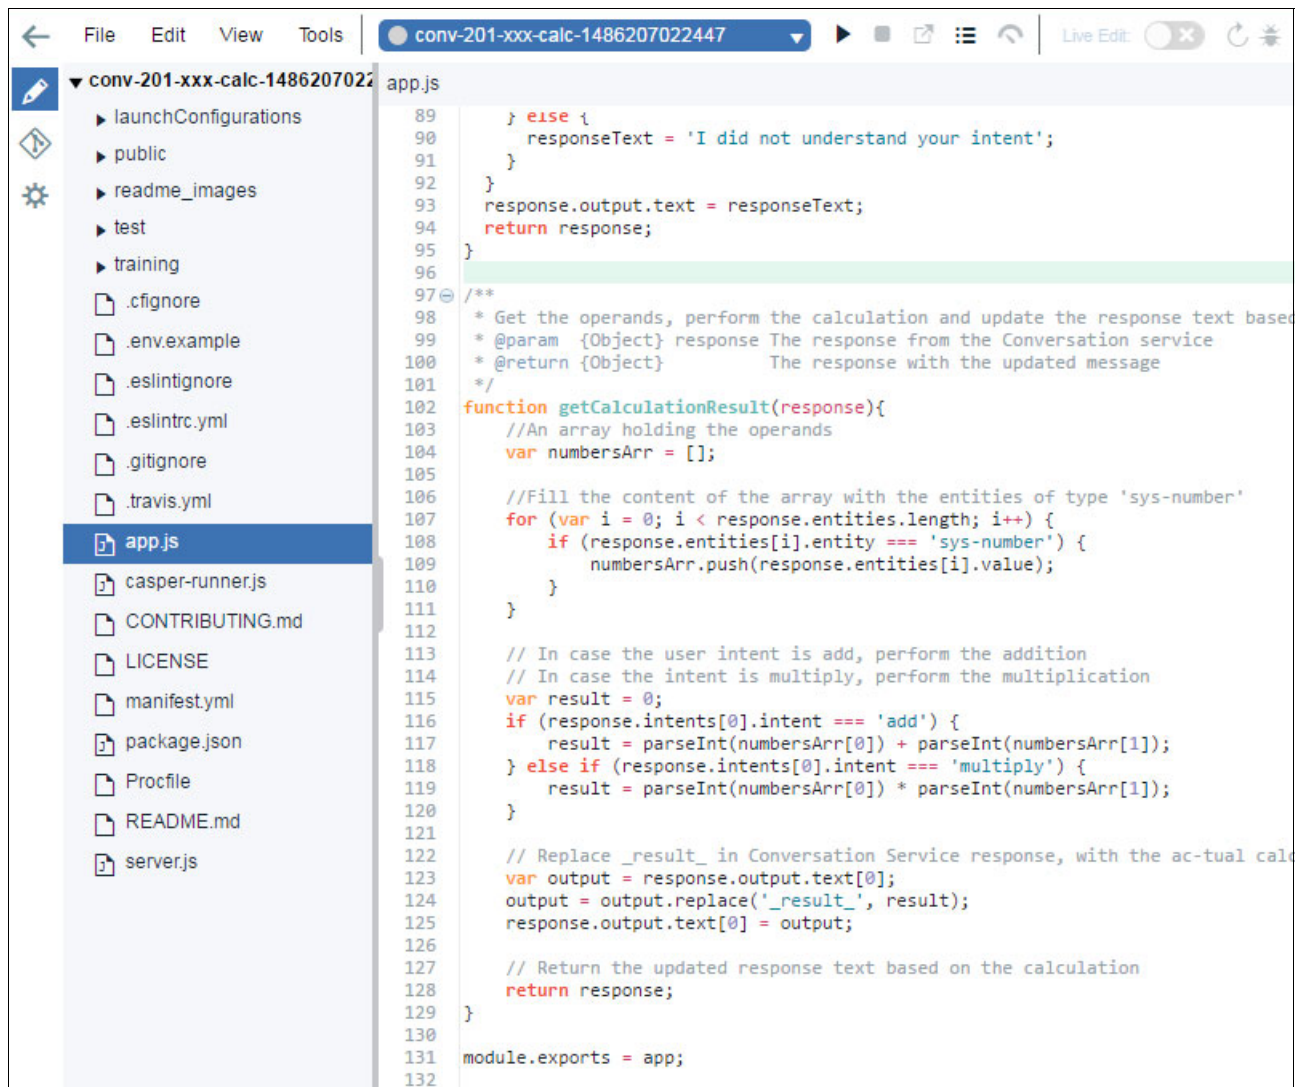 File Edit View Tools conv-201-xxx-calc-1486207022447 Live Edit:
conv-201-xxx-calc-1486207022
launchConfigurations
public
readme_images
test
training
.cfignore
.env.example
.eslintignore
.eslintrc.yml
.gitignore
.travis.yml
app.js
casper-runner.js
CONTRIBUTING.md
LICENSE
manifest.yml
package.json
Procfile
README.md
server.js
app.js
89 } else {
90 responseText = 'I did not understand your intent';
91 }
92 }
93 response.output.text = responseText;
94 return response;
95 }
96
97 /**
98 * Get the operands, perform the calculation and update the response text based
99 * @param {Object} response The response from the Conversation service
100 * @return {Object} The response with the updated message
101 */
102 function getCalculationResult(response){
103 //An array holding the operands
104 var numbersArr = [];
105
106 //Fill the content of the array with the entities of type 'sys-number'
107 for (var i = 0; i < response.entities.length; i++) {
108 if (response.entities[i].entity === 'sys-number') {
109 numbersArr.push(response.entities[i].value);
110 }
111 }
112
113 // In case the user intent is add, perform the addition
114 // In case the intent is multiply, perform the multiplication
115 var result = 0;
116 if (response.intents[0].intent === 'add') {
117 result = parseInt(numbersArr[0]) + parseInt(numbersArr[1]);
118 } else if (response.intents[0].intent === 'multiply') {
119 result = parseInt(numbersArr[0]) * parseInt(numbersArr[1]);
120 }
121
122 // Replace _result_ in Conversation Service response, with the ac-tual calc
123 var output = response.output.text[0];
124 output = output.replace('_result_', result);
125 response.output.text[0] = output;
126
127 // Return the updated response text based on the calculation
128 return response;
129 }
130
131 module.exports = app;
132